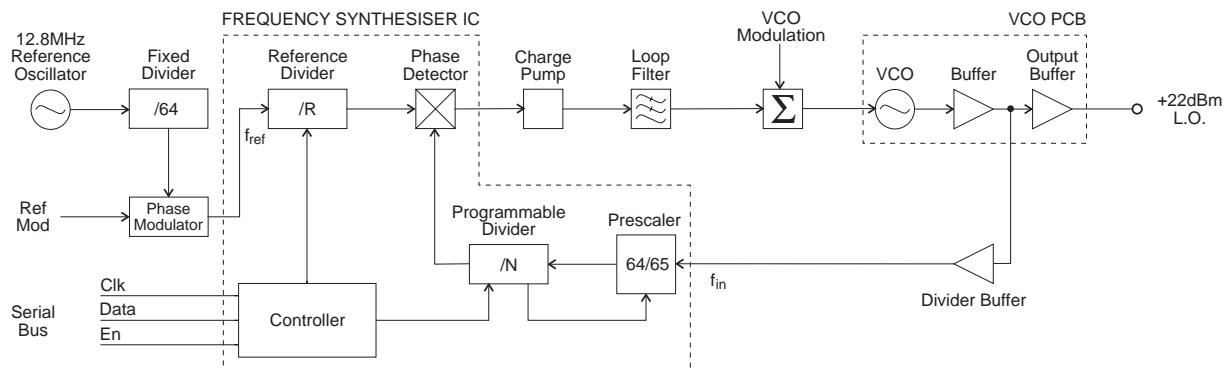 FREQUENCY SYNTHESISER IC
VCO PCB
12.8MHz
Reference
Oscillator
Fixed
Divider
Reference
Divider
Phase
Detector
Charge
Pump
Loop
Filter
VCO
Modulation
VCO
Buffer
Output
Buffer
/64
/R
Σ
+22dBm
L.O.
fref
Ref
Mod
Phase
Modulator
Programmable
Divider
Prescaler
/N
64/65
fin
Divider Buffer
Serial
Bus
Clk
Data
En
Controller